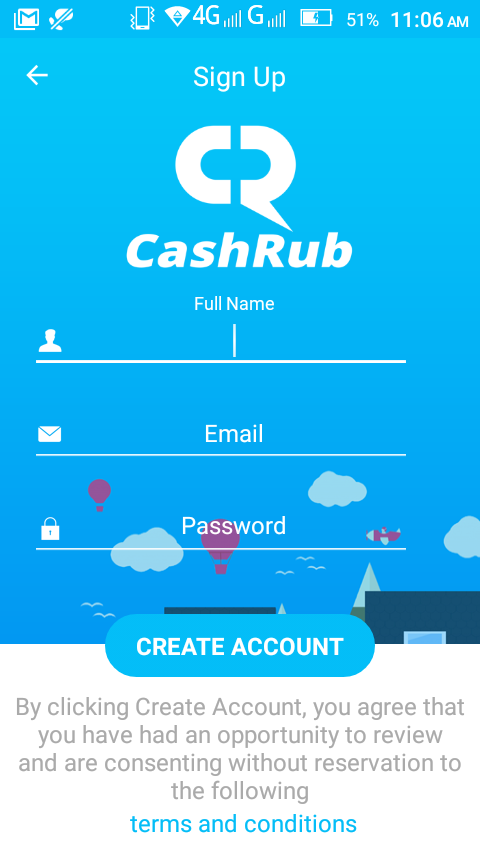 4G G 51% 11:06 AM
Sign Up
CashRub
Full Name
Email
Password
CREATE ACCOUNT
By clicking Create Account, you agree that
you have had an opportunity to review
and are consenting without reservation to
the following
terms and conditions